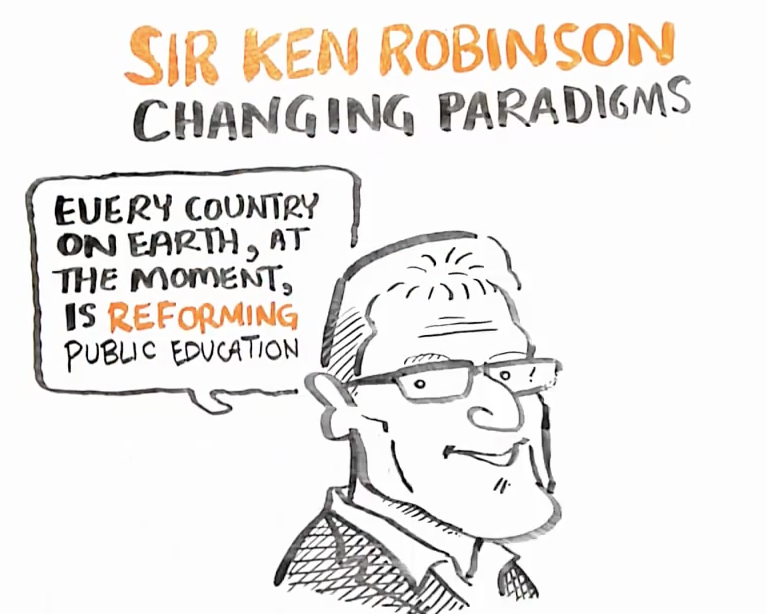 SIR KEN ROBINSON
CHANGING PARADIGMS
EVERY COUNTRY
ON EARTH, AT
THE MOMENT,
IS REFORMING
PUBLIC EDUCATION